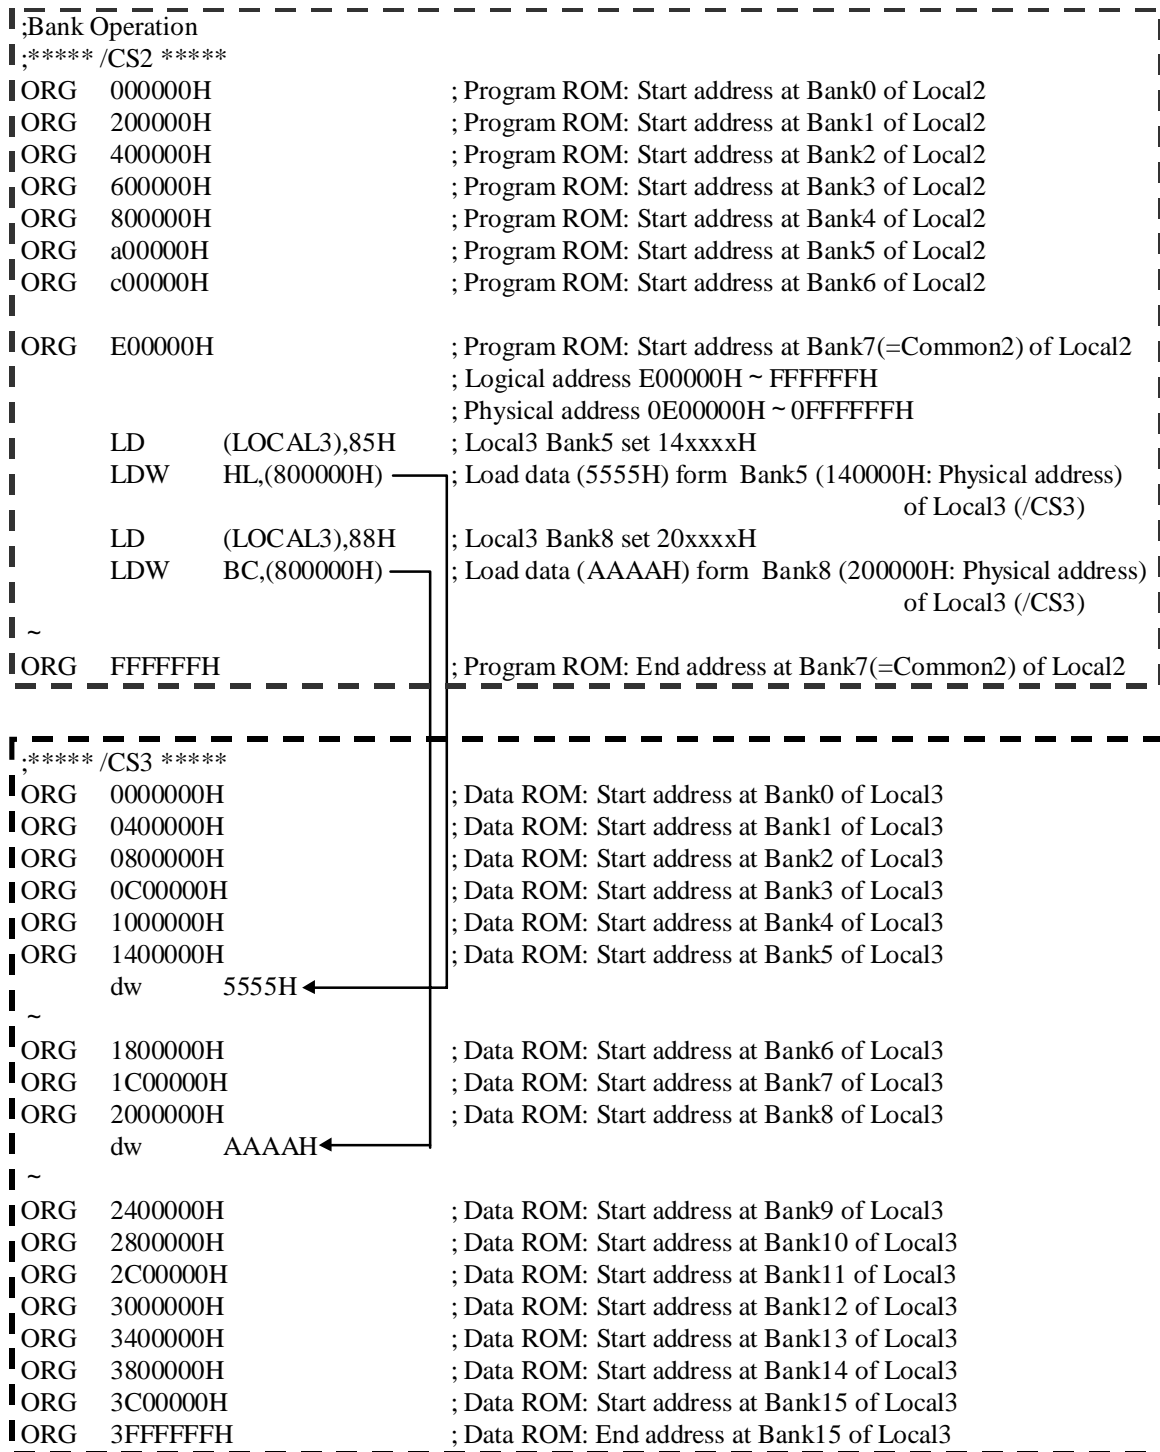 ;Bank Operation
;***** /CS2 *****
ORG 000000H ; Program ROM: Start address at Bank0 of Local2
ORG 200000H ; Program ROM: Start address at Bank1 of Local2
ORG 400000H ; Program ROM: Start address at Bank2 of Local2
ORG 600000H ; Program ROM: Start address at Bank3 of Local2
ORG 800000H ; Program ROM: Start address at Bank4 of Local2
ORG a00000H ; Program ROM: Start address at Bank5 of Local2
ORG c00000H ; Program ROM: Start address at Bank6 of Local2
ORG E00000H ; Program ROM: Start address at Bank7(=Common2) of Local2
; Logical address E00000H ~ FFFFFFH
; Physical address 0E00000H ~ 0FFFFFFH
LD (LOCAL3),85H ; Local3 Bank5 set 14xxxxH
LDW HL,(800000H) ; Load data (5555H) form Bank5 (140000H: Physical address)
of Local3 (/CS3)
LD (LOCAL3),88H ; Local3 Bank8 set 20xxxxH
LDW BC,(800000H) ; Load data (AAAAH) form Bank8 (200000H: Physical address)
of Local3 (/CS3)
~
ORG FFFFFFH ; Program ROM: End address at Bank7(=Common2) of Local2
;***** /CS3 *****
ORG 0000000H ; Data ROM: Start address at Bank0 of Local3
ORG 0400000H ; Data ROM: Start address at Bank1 of Local3
ORG 0800000H ; Data ROM: Start address at Bank2 of Local3
ORG 0C00000H ; Data ROM: Start address at Bank3 of Local3
ORG 1000000H ; Data ROM: Start address at Bank4 of Local3
ORG 1400000H ; Data ROM: Start address at Bank5 of Local3
dw 5555H
~
ORG 1800000H ; Data ROM: Start address at Bank6 of Local3
ORG 1C00000H ; Data ROM: Start address at Bank7 of Local3
ORG 2000000H ; Data ROM: Start address at Bank8 of Local3
dw AAAAH
~
ORG 2400000H ; Data ROM: Start address at Bank9 of Local3
ORG 2800000H ; Data ROM: Start address at Bank10 of Local3
ORG 2C00000H ; Data ROM: Start address at Bank11 of Local3
ORG 3000000H ; Data ROM: Start address at Bank12 of Local3
ORG 3400000H ; Data ROM: Start address at Bank13 of Local3
ORG 3800000H ; Data ROM: Start address at Bank14 of Local3
ORG 3C00000H ; Data ROM: Start address at Bank15 of Local3
ORG 3FFFFFFH ; Data ROM: End address at Bank15 of Local3